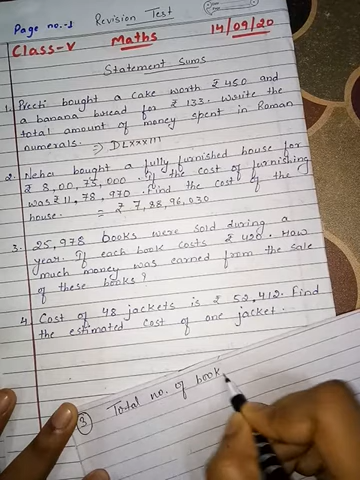 Page no.-1 Revision Test
Class-V Maths 14/09/20
Statement Sums
1. Preeti bought a cake worth ₹ 450 and
a banana bread for ₹ 133. Write the
total amount of money spent in Roman
numerals. ⇒ DLXXXIII
2. Neha bought a fully furnished house for
₹ 8,00,75,000. If the cost of furnishing
was ₹ 11,78,970. Find the cost of the
house. = ₹ 7,88,96,030
3. 25,978 books were sold during a
year. If each book costs ₹ 420. How
much money was earned from the sale
of these books?
4. Cost of 48 jackets is ₹ 52,412. Find
the estimated cost of one jacket.
3 Total no. of book